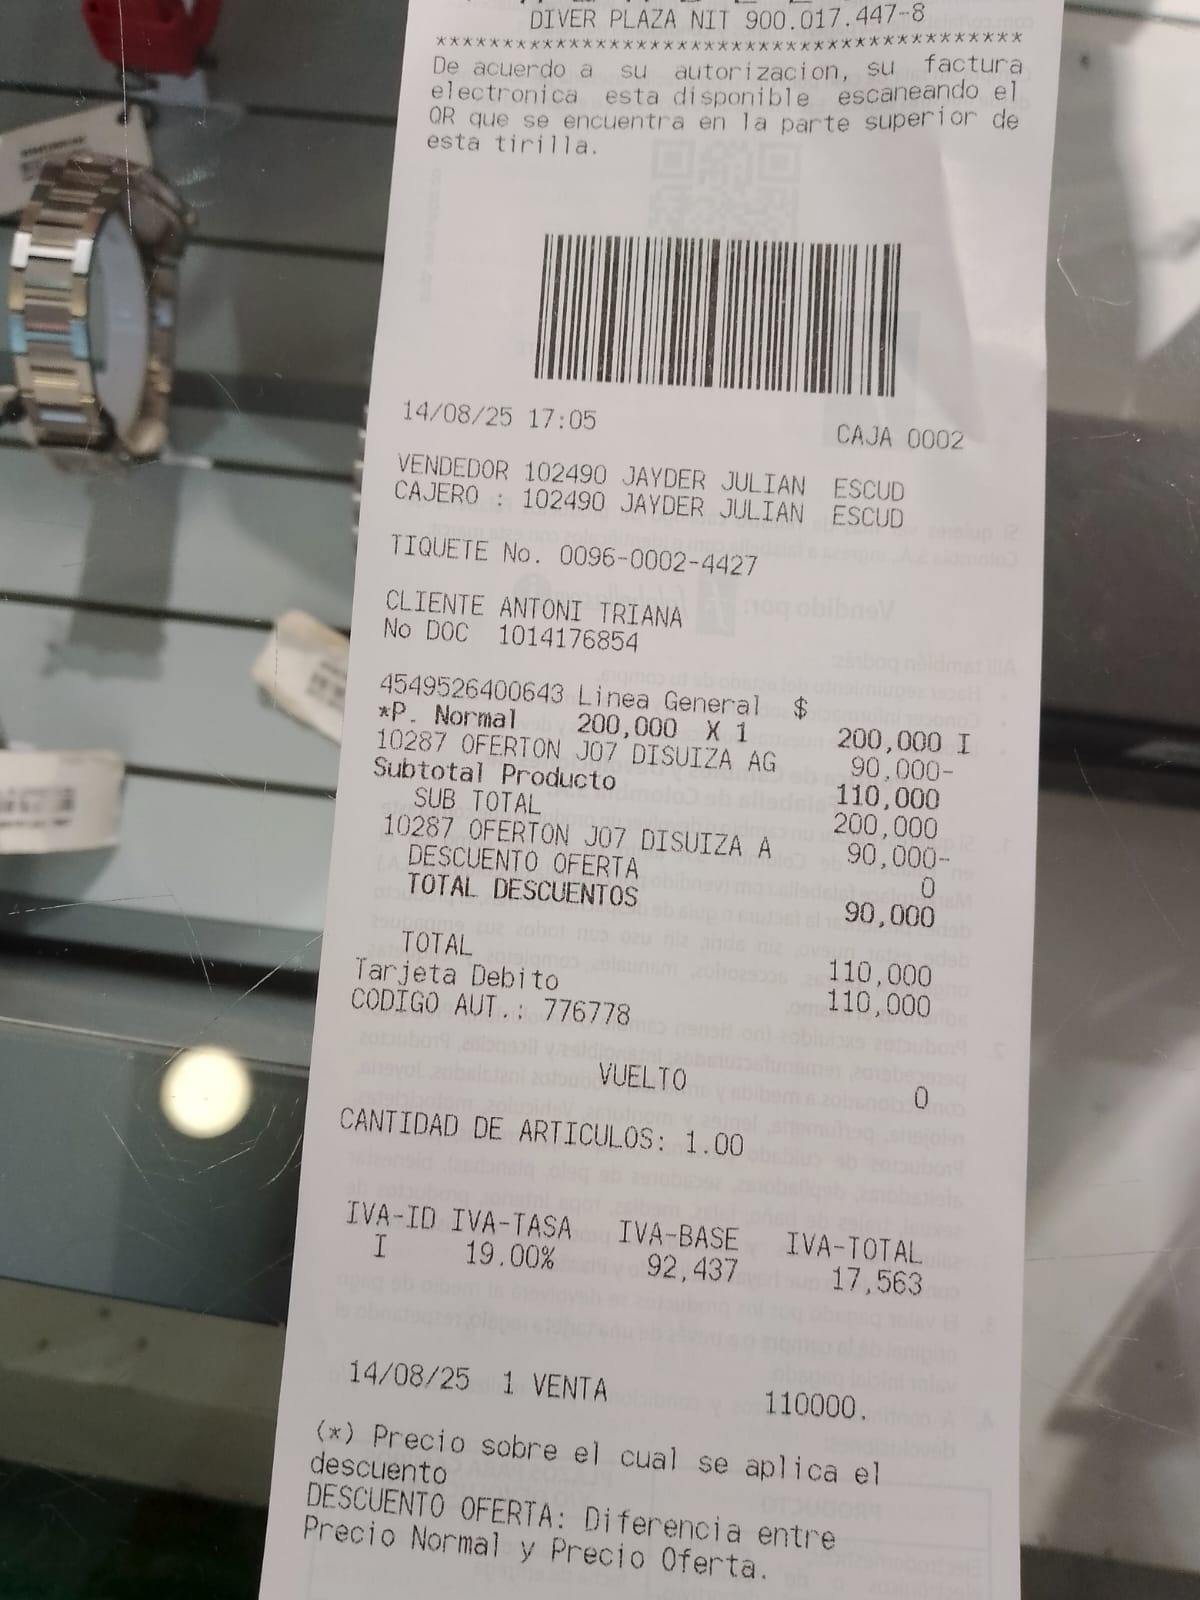 DIVER PLAZA NIT 900.017.447-8
********************************************
De acuerdo a su autorizacion, su factura
electronica esta disponible escaneando el
QR que se encuentra en la parte superior de
esta tirilla.
14/08/25 17:05 CAJA 0002
VENDEDOR 102490 JAYDER JULIAN ESCUD
CAJERO : 102490 JAYDER JULIAN ESCUD
TIQUETE No. 0096-0002-4427
CLIENTE ANTONI TRIANA
No DOC 1014176854
4549526400643 Linea General $
*P. Normal 200,000 X 1 200,000 I
10287 OFERTON J07 DISUIZA AG 90,000-
Subtotal Producto 110,000
SUB TOTAL 200,000
10287 OFERTON J07 DISUIZA A 90,000-
DESCUENTO OFERTA 0
TOTAL DESCUENTOS 90,000
TOTAL 110,000
Tarjeta Debito 110,000
CODIGO AUT.: 776778
VUELTO 0
CANTIDAD DE ARTICULOS: 1.00
IVA-ID IVA-TASA IVA-BASE IVA-TOTAL
I 19.00% 92,437 17,563
14/08/25 1 VENTA 110000.
(*) Precio sobre el cual se aplica el
descuento
DESCUENTO OFERTA: Diferencia entre
Precio Normal y Precio Oferta.